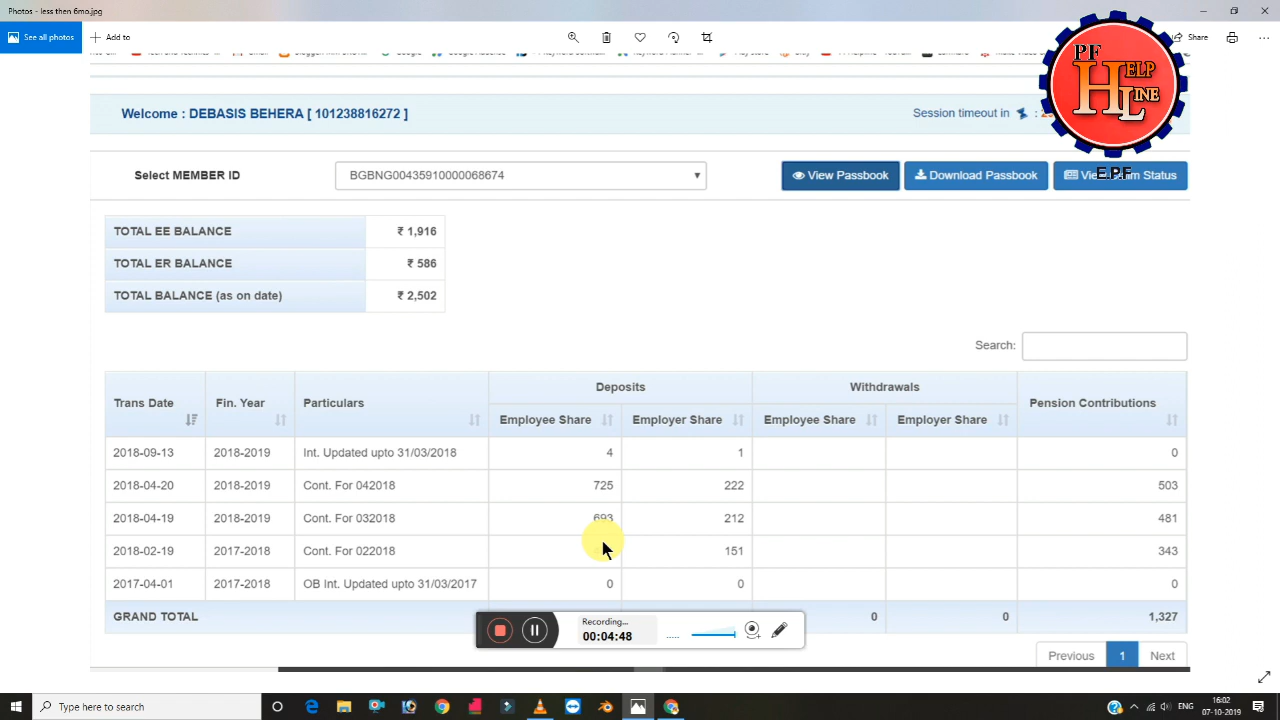 Photos - less then 6mo.jpg
See all photos
Add to
Share
PF
HELP
LINE
EPF
Welcome : DEBASIS BEHERA [ 101238816272 ]
Session timeout in
Select MEMBER ID
BGBNG00435910000068674
View Passbook
Download Passbook
Status
TOTAL EE BALANCE ₹ 1,916
TOTAL ER BALANCE ₹ 586
TOTAL BALANCE (as on date) ₹ 2,502
Search:
Deposits Withdrawals
Trans Date Fin. Year Particulars Pension Contributions
Employee Share Employer Share Employee Share Employer Share
2018-09-13 2018-2019 Int. Updated upto 31/03/2018 4 1 0
2018-04-20 2018-2019 Cont. For 042018 725 222 503
2018-04-19 2018-2019 Cont. For 032018 693 212 481
2018-02-19 2017-2018 Cont. For 022018 151 343
2017-04-01 2017-2018 OB Int. Updated upto 31/03/2017 0 0 0
GRAND TOTAL 0 0 1,327
Recording...
00:04:48
Previous 1 Next
Type here to search
ENG
16:02
07-10-2019